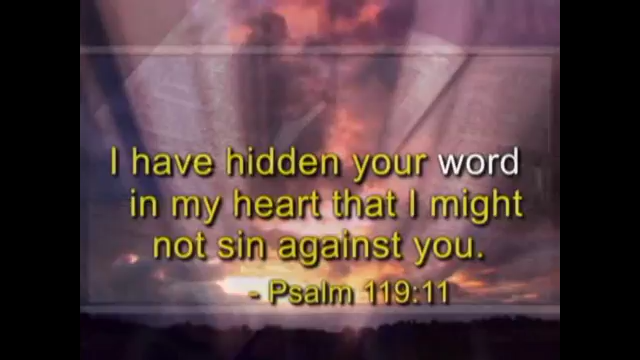 I have hidden your word
in my heart that I might
not sin against you.
- Psalm 119:11